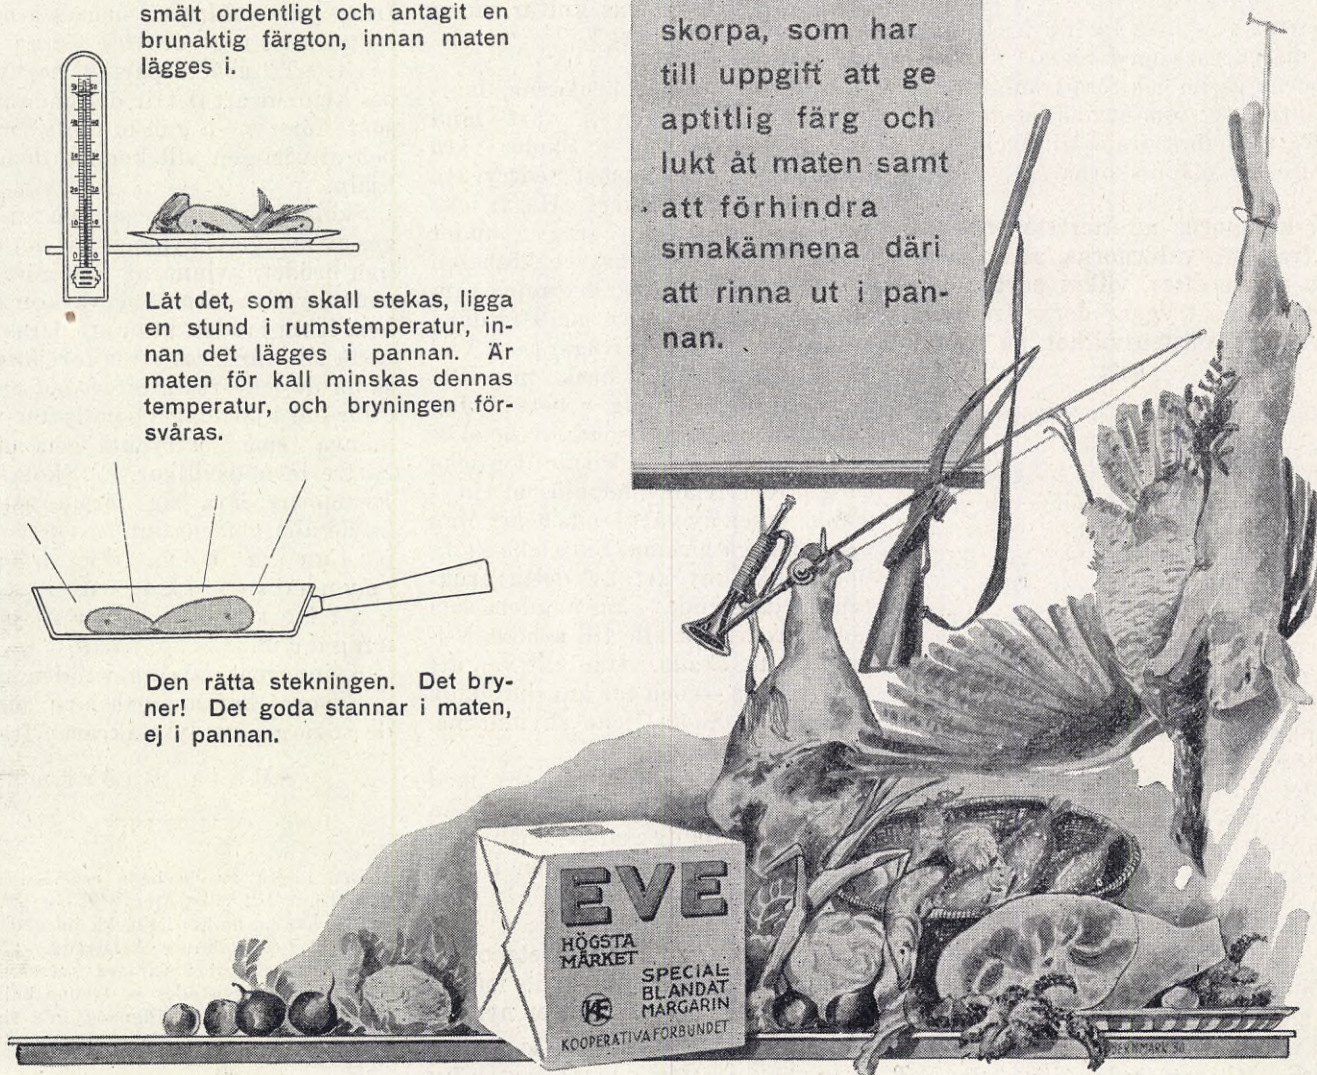 smält ordentligt och antagit en
brunaktig färgton, innan maten
lägges i.
Låt det, som skall stekas, ligga
en stund i rumstemperatur, in-
nan det lägges i pannan. Är
maten för kall minskas dennas
temperatur, och bryningen för-
svåras.
Den rätta stekningen. Det bry-
ner! Det goda stannar i maten,
ej i pannan.
skorpa, som har
till uppgift att ge
aptitlig färg och
lukt åt maten samt
att förhindra
smakämnena däri
att rinna ut i pan-
nan.
EVE
HÖGSTA
MÄRKET
SPECIAL-
BLANDAT
MARGARIN
KF
KOOPERATIVA FÖRBUNDET